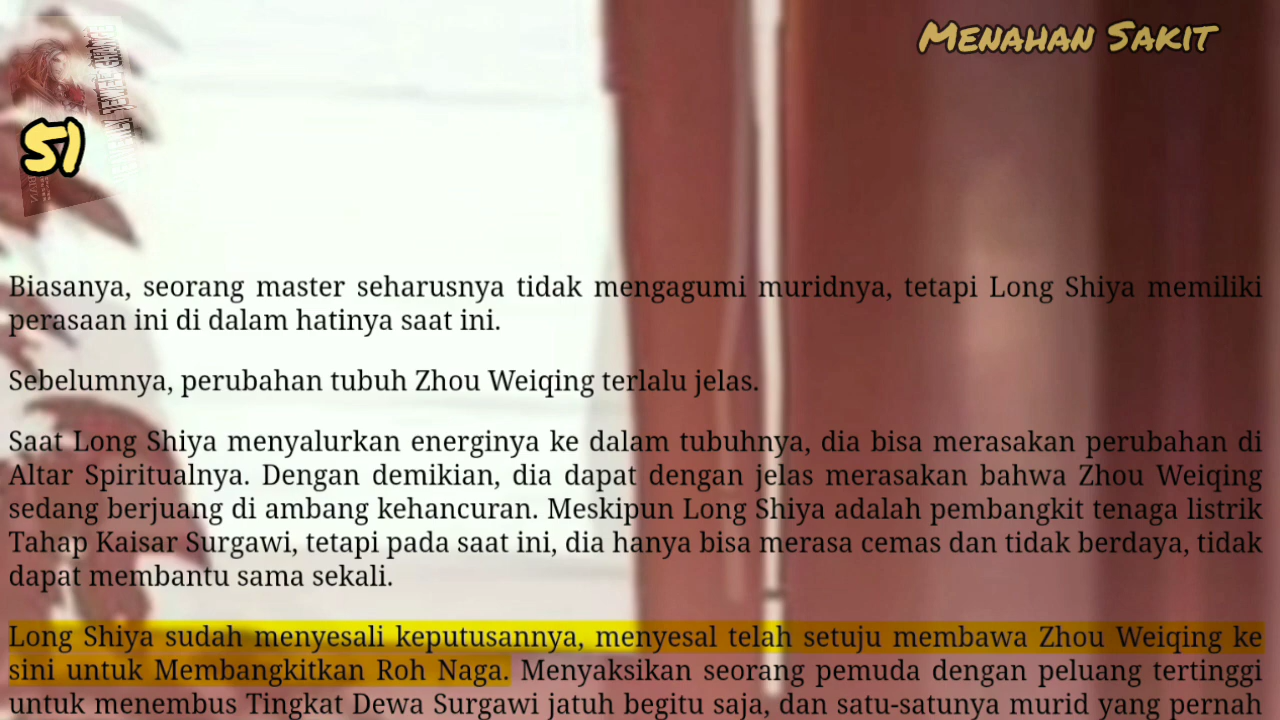 Menahan Sakit
51
Biasanya, seorang master seharusnya tidak mengagumi muridnya, tetapi Long Shiya memiliki
perasaan ini di dalam hatinya saat ini.
Sebelumnya, perubahan tubuh Zhou Weiqing terlalu jelas.
Saat Long Shiya menyalurkan energinya ke dalam tubuhnya, dia bisa merasakan perubahan di
Altar Spiritualnya. Dengan demikian, dia dapat dengan jelas merasakan bahwa Zhou Weiqing
sedang berjuang di ambang kehancuran. Meskipun Long Shiya adalah pembangkit tenaga listrik
Tahap Kaisar Surgawi, tetapi pada saat ini, dia hanya bisa merasa cemas dan tidak berdaya, tidak
dapat membantu sama sekali.
Long Shiya sudah menyesali keputusannya, menyesal telah setuju membawa Zhou Weiqing ke
sini untuk Membangkitkan Roh Naga. Menyaksikan seorang pemuda dengan peluang tertinggi
untuk menembus Tingkat Dewa Surgawi jatuh begitu saja, dan satu-satunya murid yang pernah